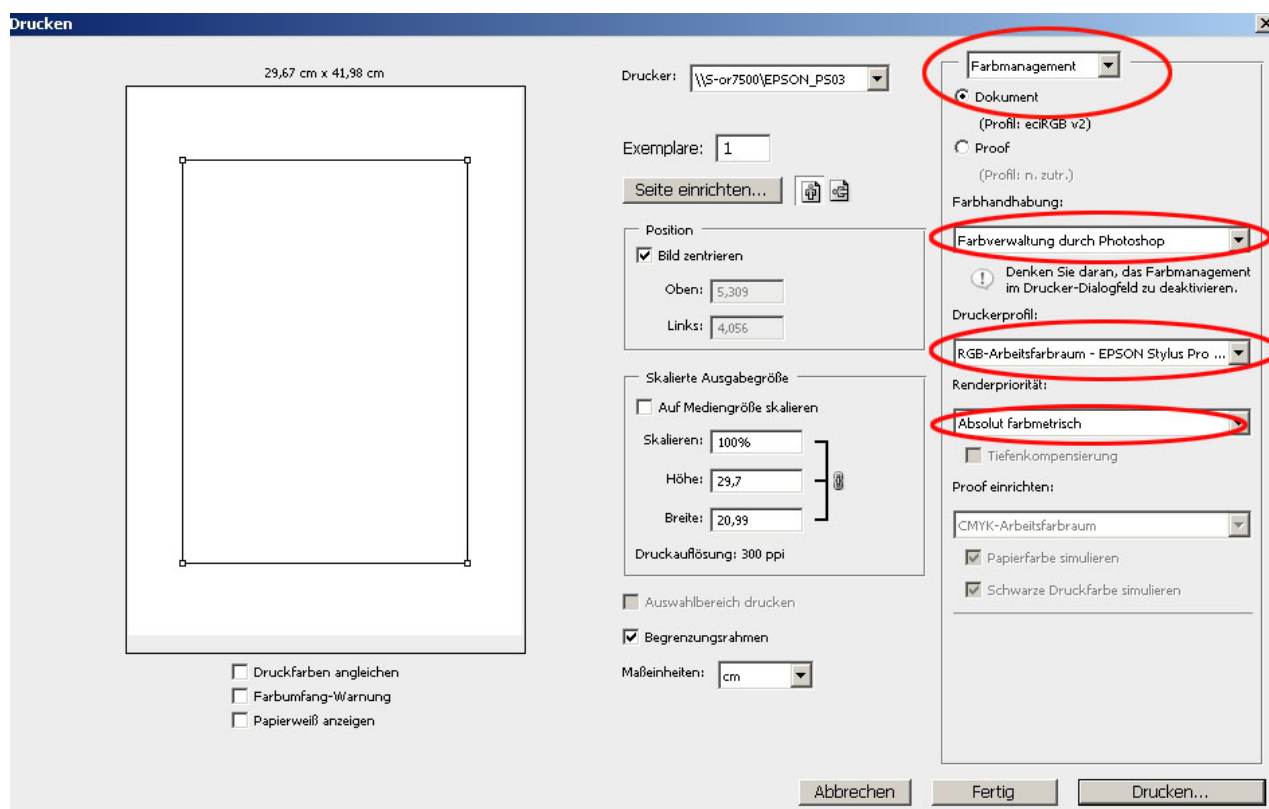 Drucken
29,67 cm x 41,98 cm
Druckfarben angleichen
Farbumfang-Warnung
Papierweiß anzeigen
Drucker: \\S-or7500\EPSON_PS03
Exemplare: 1
Seite einrichten...
Position
Bild zentrieren
Oben: 5,309
Links: 4,056
Skalierte Ausgabegröße
Auf Mediengröße skalieren
Skalieren: 100%
Höhe: 29,7
Breite: 20,99
Druckauflösung: 300 ppi
Auswahlbereich drucken
Begrenzungsrahmen
Maßeinheiten: cm
Farbmanagement
Dokument
(Profil: eciRGB v2)
Proof
(Profil: n. zutr.)
Farbhandhabung:
Farbverwaltung durch Photoshop
Denken Sie daran, das Farbmanagement
im Drucker-Dialogfeld zu deaktivieren.
Druckerprofil:
RGB-Arbeitsfarbraum - EPSON Stylus Pro ...
Renderpriorität:
Absolut farbmetrisch
Tiefenkompensierung
Proof einrichten:
CMYK-Arbeitsfarbraum
Papierfarbe simulieren
Schwarze Druckfarbe simulieren
Abbrechen
Fertig
Drucken...